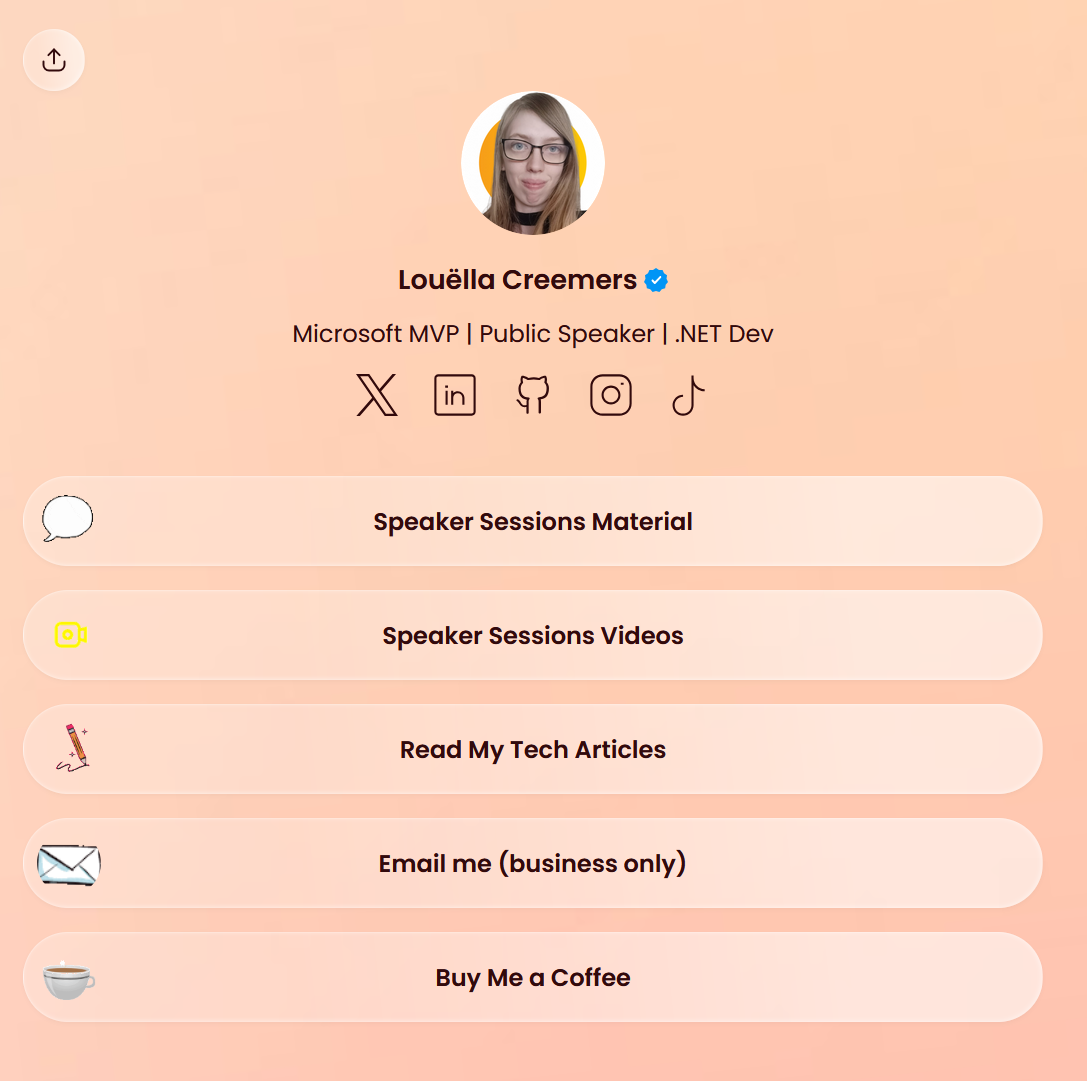 Louëlla Creemers
Microsoft MVP | Public Speaker | .NET Dev
Speaker Sessions Material
Speaker Sessions Videos
Read My Tech Articles
Email me (business only)
Buy Me a Coffee